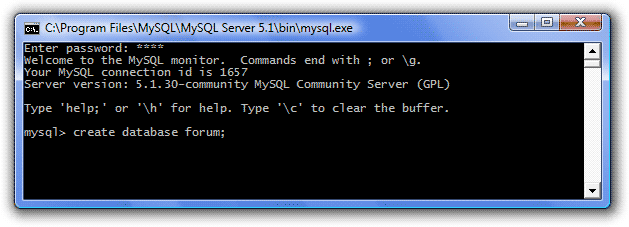 C:\Program Files\MySQL\MySQL Server 5.1\bin\mysql.exe
Enter password: ****
Welcome to the MySQL monitor.  Commands end with ; or \g.
Your MySQL connection id is 1657
Server version: 5.1.30-community MySQL Community Server (GPL)
Type 'help;' or '\h' for help. Type '\c' to clear the buffer.
mysql> create database forum;